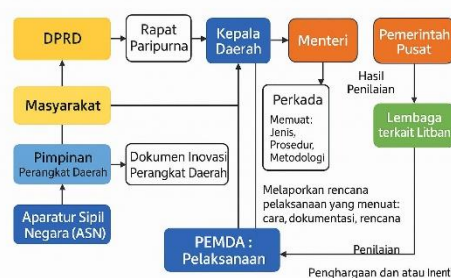 DPRD
Rapat
Paripurna
Kepala
Daerah
Menteri
Pemerintah
Pusat
Hasil
Penilaian
Masyarakat
Perkada
Memuat:
Jenis,
Prosedur,
Metodologi
Lembaga
terkait Litban
Pimpinan
Perangkat Daerah
Dokumen Inovasi
Perangkat Daerah
Melaporkan rencana
pelaksanaan yang memuat:
cara, dokumentasi, rencana
Aparatur Sipil
Negara (ASN)
PEMDA :
Pelaksanaan
Penilaian
Penghargaan dan atau Inent